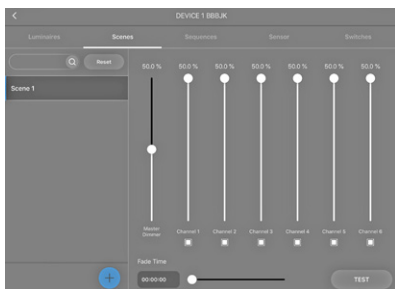 DEVICE 1 BBBJK
Luminaires Scenes Sequences Sensor Switches
Reset
50.0 % 50.0 % 50.0 % 50.0 % 50.0 % 50.0 % 50.0 %
Scene 1
Master Channel 1 Channel 2 Channel 3 Channel 4 Channel 5 Channel 6
Dimmer
Fade Time
00:00:00
TEST